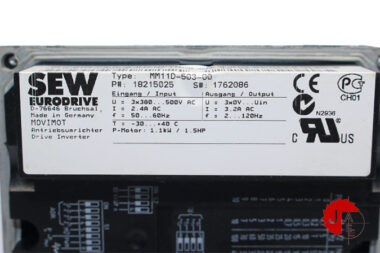 SEW
EURODRIVE
D-76646 Bruchsal,
Made in Germany
MOVIMOT
Antriebsumrichter
Drive Inverter
Type: MM11D-503-00
P#: 18215025 S#: 1762086
Eingang / Input Ausgang / Output
U = 3x380...500V AC U = 3x0V...Uin
I = 2.4A AC I = 3.2A AC
f = 50...60Hz f = 2...120Hz
T = -30...+40 C
P-Motor: 1.1kW / 1.5HP
CH01
N2936
C US